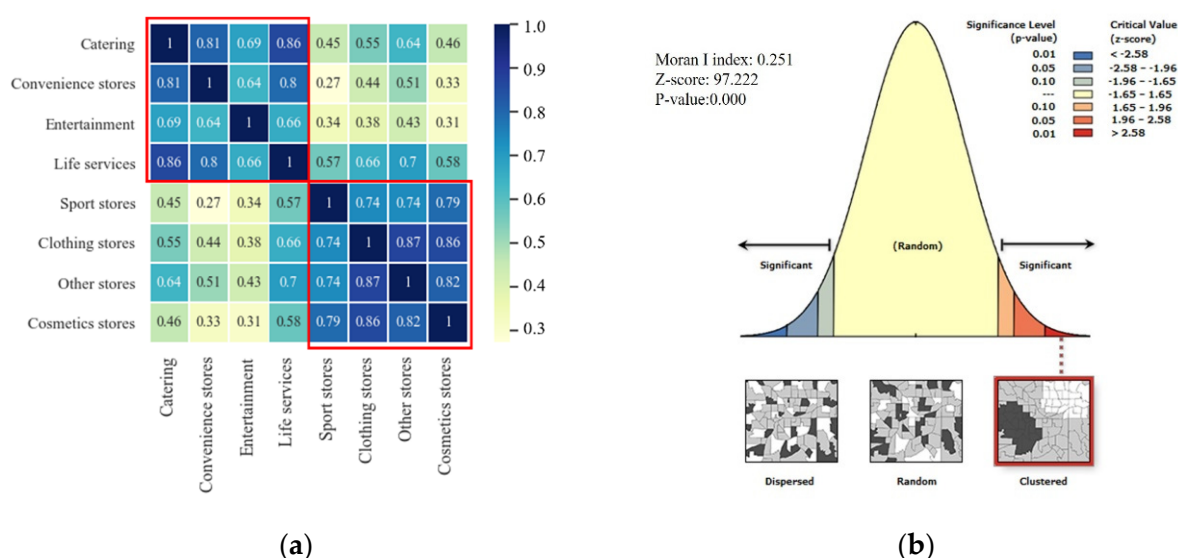 Catering 1 0.81 0.69 0.86 0.45 0.55 0.64 0.46
Convenience stores 0.81 1 0.64 0.8 0.27 0.44 0.51 0.33
Entertainment 0.69 0.64 1 0.66 0.34 0.38 0.43 0.31
Life services 0.86 0.8 0.66 1 0.57 0.66 0.7 0.58
Sport stores 0.45 0.27 0.34 0.57 1 0.74 0.74 0.79
Clothing stores 0.55 0.44 0.38 0.66 0.74 1 0.87 0.86
Other stores 0.64 0.51 0.43 0.7 0.74 0.87 1 0.82
Cosmetics stores 0.46 0.33 0.31 0.58 0.79 0.86 0.82 1
Catering
Convenience stores
Entertainment
Life services
Sport stores
Clothing stores
Other stores
Cosmetics stores
1.0
0.9
0.8
0.7
0.6
0.5
0.4
0.3
(a)
Moran I index: 0.251
Z-score: 97.222
P-value:0.000
Significance Level Critical Value
(p-value) (z-score)
0.01 < -2.58
0.05 -2.58 – -1.96
0.10 -1.96 – -1.65
--- -1.65 – 1.65
0.10 1.65 – 1.96
0.05 1.96 – 2.58
0.01 > 2.58
(Random)
Significant Significant
Dispersed Random Clustered
(b)